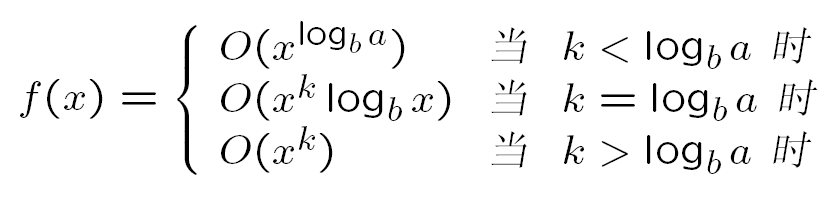 f(x) = { O(x^{log_b a}) 当 k < log_b a 时
O(x^k log_b x) 当 k = log_b a 时
O(x^k) 当 k > log_b a 时